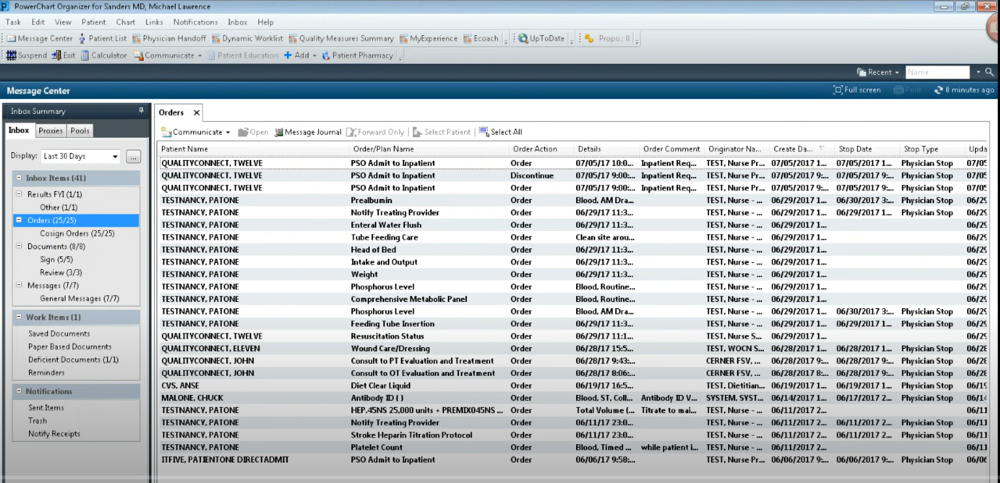 PowerChart Organizer for Sanders MD, Michael Lawrence
Task Edit View Patient Chart Links Notifications Inbox Help
Message Center Patient List Physician Handoff Dynamic Worklist Quality Measures Summary MyExperience Ecoach UpToDate Propo.: 0
Suspend Exit Calculator Communicate Patient Education Add Patient Pharmacy
Recent Name
Message Center Full screen Print 0 minutes ago
Inbox Summary
Inbox Proxies Pools
Display: Last 30 Days ...
Inbox Items (41)
Results FYI (1/1)
Other (1/1)
Orders (25/25)
Cosign Orders (25/25)
Documents (8/8)
Sign (5/5)
Review (3/3)
Messages (7/7)
General Messages (7/7)
Work Items (1)
Saved Documents
Paper Based Documents
Deficient Documents (1/1)
Reminders
Notifications
Sent Items
Trash
Notify Receipts
Orders
Communicate Open Message Journal Forward Only Select Patient Select All
Patient Name Order/Plan Name Order Action Details Order Comment Originator Na... Create Da... Stop Date Stop Type Upda
QUALITYCONNECT, TWELVE PSO Admit to Inpatient Order 07/05/17 10:0... Inpatient Req... TEST, Nurse Pr... 07/05/2017 1... 07/05/2017 1... Physician Stop 07/05
QUALITYCONNECT, TWELVE PSO Admit to Inpatient Discontinue 07/05/17 9:00:... Inpatient Req... TEST, Nurse Pr... 07/05/2017 9:... 07/05/2017 9:... Physician Stop 07/05
QUALITYCONNECT, TWELVE PSO Admit to Inpatient Order 07/05/17 9:00:... Inpatient Req... TEST, Nurse Pr... 07/05/2017 9:... 07/05/2017 9:... Physician Stop 07/05
TESTNANCY, PATONE Prealbumin Order Blood, AM Dra... TEST, Nurse - ... 06/29/2017 1... 06/30/2017 3:... Physician Stop 06/29
TESTNANCY, PATONE Notify Treating Provider Order 06/29/17 11:3... TEST, Nurse - ... 06/29/2017 1... 06/29/2017 1... Physician Stop 06/29
TESTNANCY, PATONE Enteral Water Flush Order 06/29/17 11:3... TEST, Nurse - ... 06/29/2017 1... 06/29
TESTNANCY, PATONE Tube Feeding Care Order Clean site arou... TEST, Nurse - ... 06/29/2017 1... 06/29
TESTNANCY, PATONE Head of Bed Order 06/29/17 11:3... TEST, Nurse - ... 06/29/2017 1... 06/29
TESTNANCY, PATONE Intake and Output Order 06/29/17 11:3... TEST, Nurse - ... 06/29/2017 1... 06/29
TESTNANCY, PATONE Weight Order 06/29/17 11:3... TEST, Nurse - ... 06/29/2017 1... 06/29
TESTNANCY, PATONE Phosphorus Level Order Blood, Routine... TEST, Nurse - ... 06/29/2017 1... 06/29
TESTNANCY, PATONE Comprehensive Metabolic Panel Order Blood, Routine... TEST, Nurse - ... 06/29/2017 1... 06/29
TESTNANCY, PATONE Phosphorus Level Order Blood, AM Dra... TEST, Nurse - ... 06/29/2017 1... 06/30/2017 3:... Physician Stop 06/29
TESTNANCY, PATONE Feeding Tube Insertion Order 06/29/17 11:3... TEST, Nurse - ... 06/29/2017 1... 06/29/2017 1... Physician Stop 06/29
QUALITYCONNECT, TWELVE Resuscitation Status Order 06/29/17 11:1... TEST, Nurse S... 06/29/2017 1... 06/29
QUALITYCONNECT, ELEVEN Wound Care/Dressing Order 06/28/17 15:5... TEST, WOCN S... 06/28/2017 1... 06/28/2017 1... Physician Stop 06/28
QUALITYCONNECT, JOHN Consult to PT Evaluation and Treatment Order 06/28/17 9:43:... CERNER FSV, ... 06/28/2017 9:... 06/28/2017 9:... Physician Stop 06/28
QUALITYCONNECT, JOHN Consult to OT Evaluation and Treatment Order 06/28/17 8:06:... CERNER FSV, ... 06/28/2017 8:... 06/28/2017 9:... Physician Stop 06/28
CVS, ANSE Diet Clear Liquid Order 06/19/17 16:5... TEST, Dietitian... 06/19/2017 1... 06/19/2017 1... Physician Stop 06/19
MALONE, CHUCK Antibody ID ( ) Order Blood, ST, Coll... Antibody ID V... SYSTEM, SYST... 06/14/2017 1... 06/17/2017 2... Physician Stop 06/14
TESTNANCY, PATONE HEP.45NS 25,000 units + PREMIX045NS ... Order Total Volume (... Titrate to mai... TEST, Nurse - ... 06/11/2017 2... 06/11
TESTNANCY, PATONE Notify Treating Provider Order 06/11/17 23:0... TEST, Nurse - ... 06/11/2017 2... 06/11/2017 2... Physician Stop 06/11
TESTNANCY, PATONE Stroke Heparin Titration Protocol Order 06/11/17 23:0... TEST, Nurse - ... 06/11/2017 2... 06/11/2017 2... Physician Stop 06/11
TESTNANCY, PATONE Platelet Count Order Blood, Timed ... while patient i... TEST, Nurse - ... 06/11/2017 2... 06/11
ITFIVE, PATIENTONE DIRECTADMIT PSO Admit to Inpatient Order 06/06/17 9:58:... TEST, Nurse Pr... 06/06/2017 9:... 06/06/2017 9:... Physician Stop 06/06